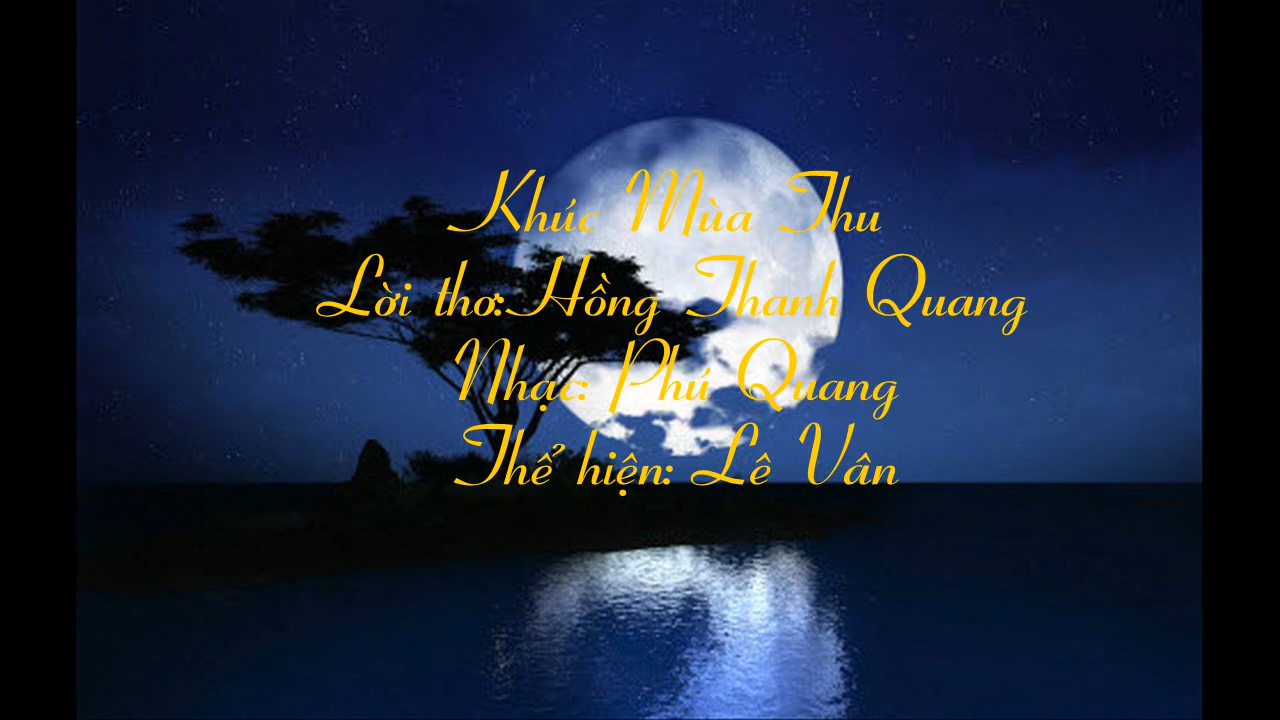 Khúc Mùa Thu
Lời thơ:Hồng Thanh Quang
Nhạc: Phú Quang
Thể hiện: Lê Vân